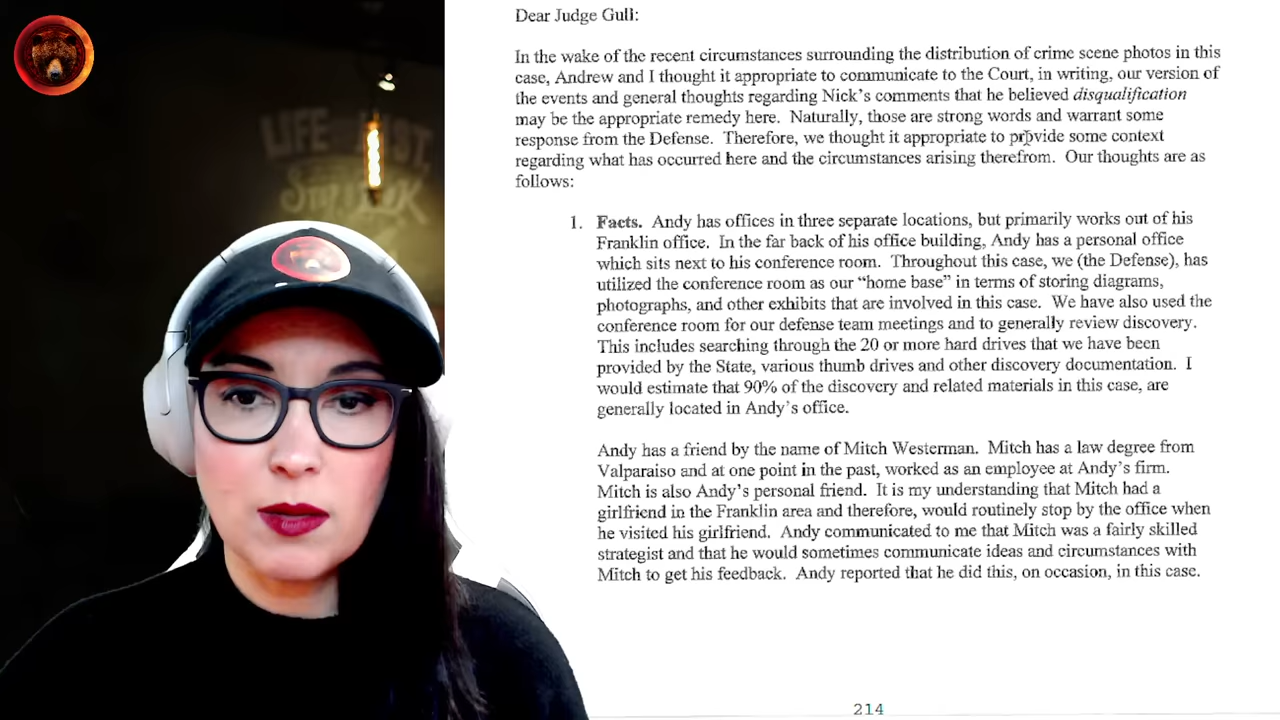 LIFE
Dear Judge Gull:
In the wake of the recent circumstances surrounding the distribution of crime scene photos in this
case, Andrew and I thought it appropriate to communicate to the Court, in writing, our version of
the events and general thoughts regarding Nick's comments that he believed disqualification
may be the appropriate remedy here. Naturally, those are strong words and warrant some
response from the Defense. Therefore, we thought it appropriate to provide some context
regarding what has occurred here and the circumstances arising therefrom. Our thoughts are as
follows:
1. Facts. Andy has offices in three separate locations, but primarily works out of his
Franklin office. In the far back of his office building, Andy has a personal office
which sits next to his conference room. Throughout this case, we (the Defense), has
utilized the conference room as our "home base" in terms of storing diagrams,
photographs, and other exhibits that are involved in this case. We have also used the
conference room for our defense team meetings and to generally review discovery.
This includes searching through the 20 or more hard drives that we have been
provided by the State, various thumb drives and other discovery documentation. I
would estimate that 90% of the discovery and related materials in this case, are
generally located in Andy's office.
Andy has a friend by the name of Mitch Westerman. Mitch has a law degree from
Valparaiso and at one point in the past, worked as an employee at Andy's firm.
Mitch is also Andy's personal friend. It is my understanding that Mitch had a
girlfriend in the Franklin area and therefore, would routinely stop by the office when
he visited his girlfriend. Andy communicated to me that Mitch was a fairly skilled
strategist and that he would sometimes communicate ideas and circumstances with
Mitch to get his feedback. Andy reported that he did this, on occasion, in this case.
214